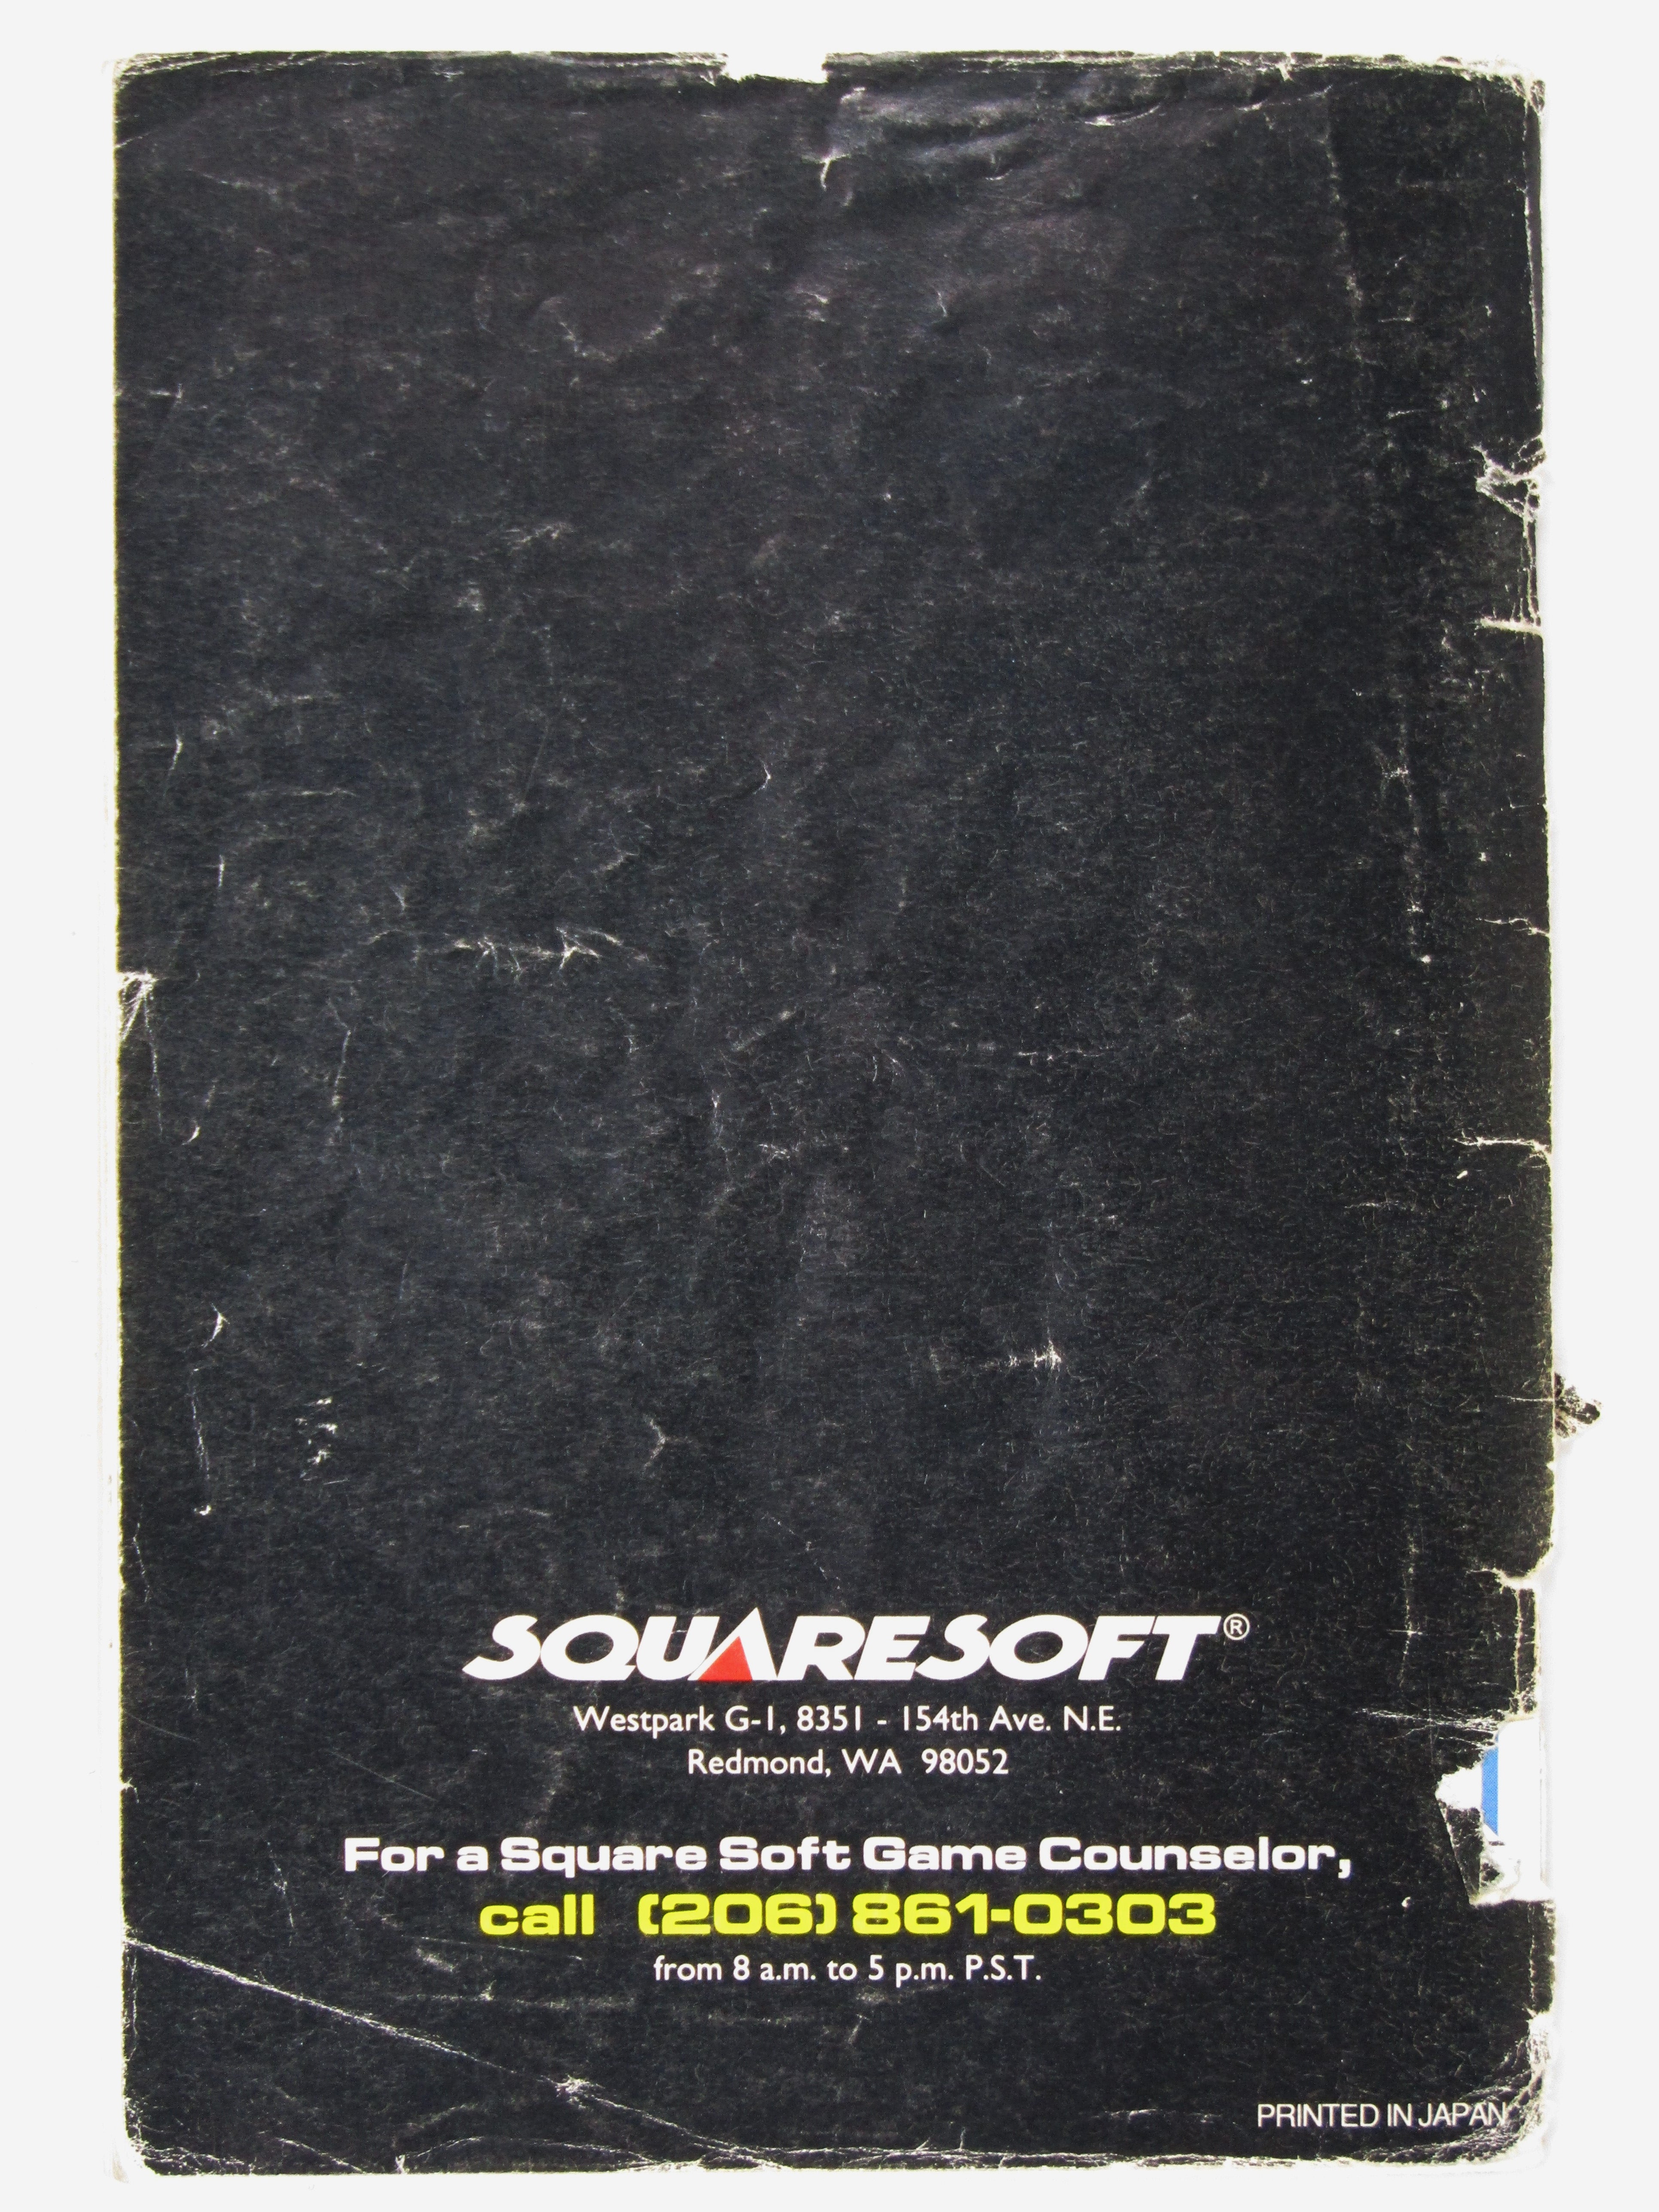 SQUARESOFT®
Westpark G-1, 8351 - 154th Ave. N.E.
Redmond, WA 98052
For a Square Soft Game Counselor,
call (206) 861-0303
from 8 a.m. to 5 p.m. P.S.T.
PRINTED IN JAPAN